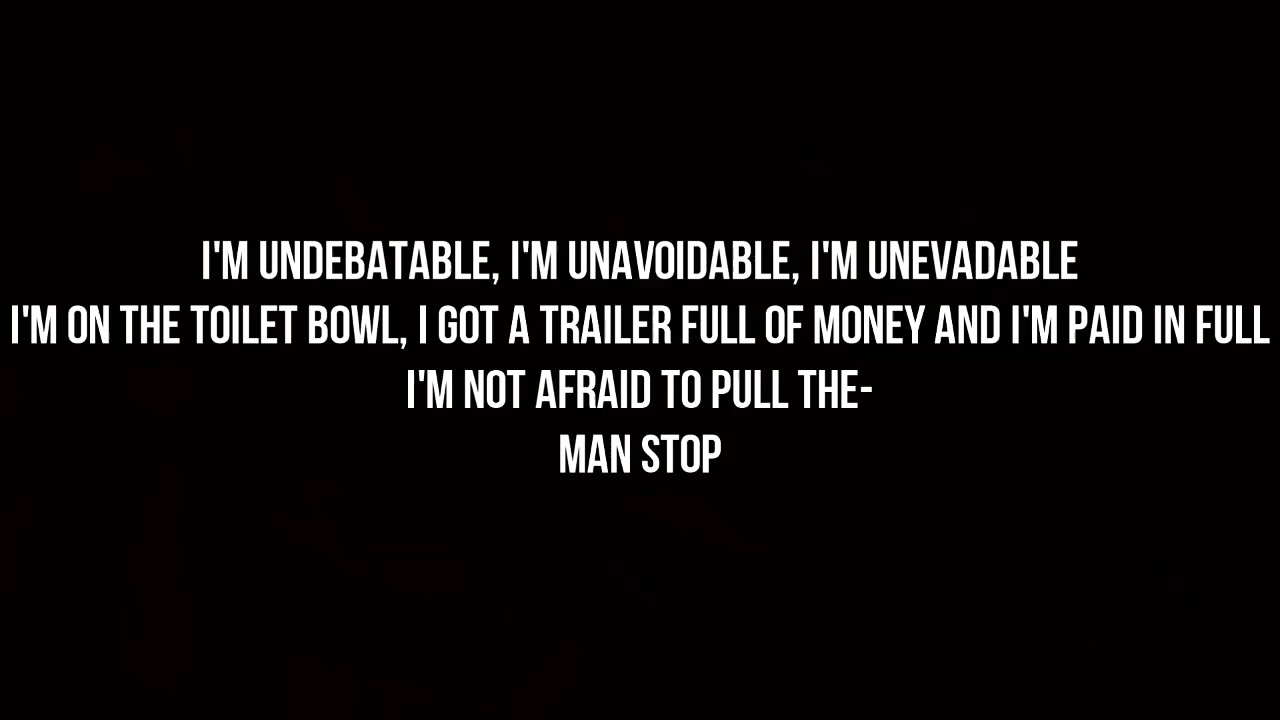 I'M UNDEBATABLE, I'M UNAVOIDABLE, I'M UNEVADABLE
I'M ON THE TOILET BOWL, I GOT A TRAILER FULL OF MONEY AND I'M PAID IN FULL
I'M NOT AFRAID TO PULL THE-
MAN STOP